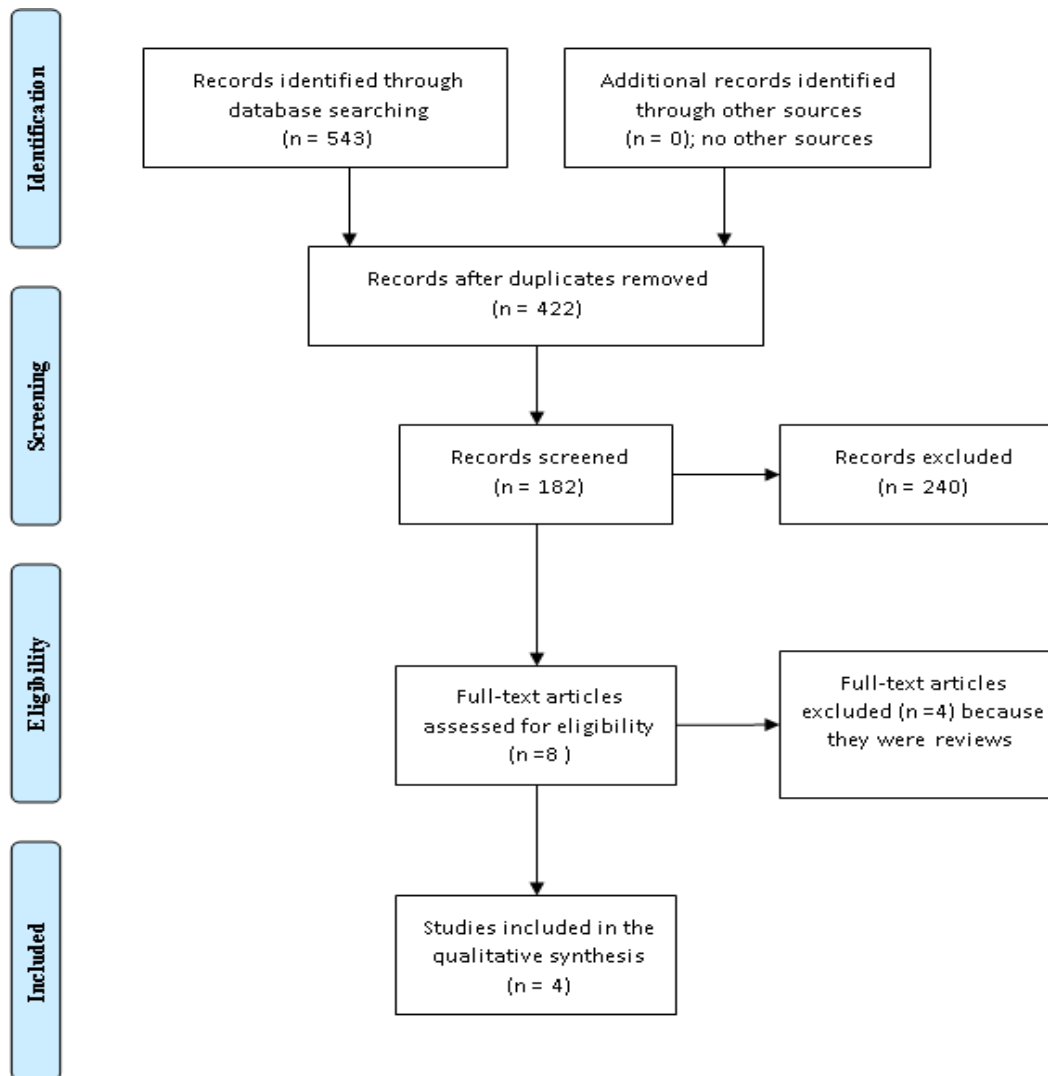 Identification
Records identified through
database searching
(n = 543)
Additional records identified
through other sources
(n = 0); no other sources
Records after duplicates removed
(n = 422)
Screening
Records screened
(n = 182)
Records excluded
(n = 240)
Eligibility
Full-text articles
assessed for eligibility
(n =8 )
Full-text articles
excluded (n =4) because
they were reviews
Included
Studies included in the
qualitative synthesis
(n = 4)